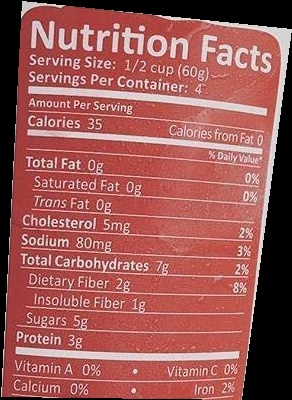 Nutrition Facts
Serving Size: 1/2 cup (60g)
Servings Per Container: 4
Amount Per Serving
Calories 35 Calories from Fat 0
% Daily Value*
Total Fat 0g 0%
Saturated Fat 0g 0%
Trans Fat 0g
Cholesterol 5mg 2%
Sodium 80mg 3%
Total Carbohydrates 7g 2%
Dietary Fiber 2g 8%
Insoluble Fiber 1g
Sugars 5g
Protein 3g
Vitamin A 0% • Vitamin C 0%
Calcium 0% • Iron 2%